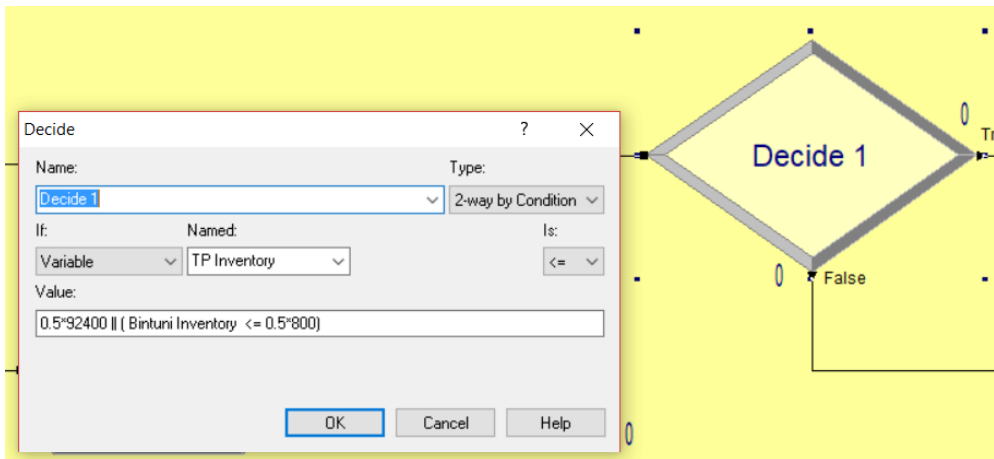 Decide ?
Name: Type:
Decide 1 2-way by Condition
If: Named: Is:
Variable TP Inventory <=
Value:
0.5*92400 || ( Bintuni Inventory <= 0.5*800)
OK Cancel Help
0
Tr
Decide 1
0
False
0